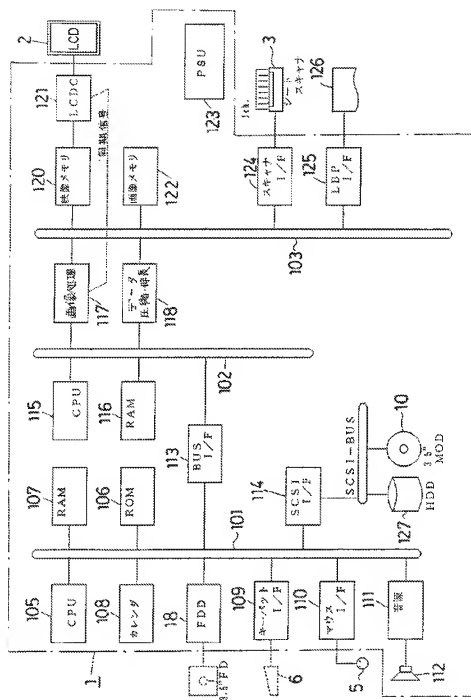 1
105
CPU
107
RAM
108
カレンダ
106
ROM
3.5"FD
18
FDD
109
キーパット
I/F
6
110
マウス
I/F
5
111
音源
112
101
113
BUS
I/F
114
SCSI
I/F
SCSI-BUS
127
HDD
10
3.5"
MOD
115
CPU
116
RAM
102
117
画像処理
118
データ
圧縮・伸長
同期信号
103
120
映像メモリ
122
画像メモリ
121
LCDC
2
LCD
PSU
123
124
スキャナ
I/F
3
シート
スキャナ
125
LBP
I/F
126